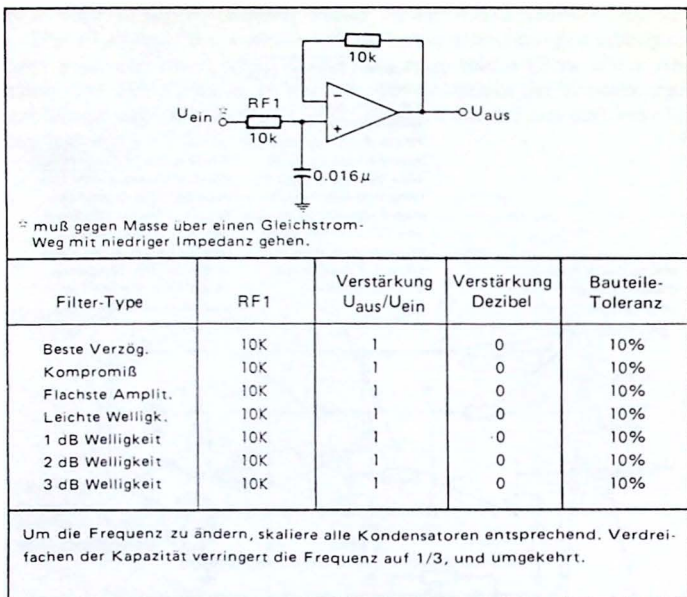 10k
RF1
U_ein
−
+
U_aus
10k
0.016μ
* muß gegen Masse über einen Gleichstrom-
Weg mit niedriger Impedanz gehen.
Filter-Type RF1 Verstärkung U_aus/U_ein Verstärkung Dezibel Bauteile-Toleranz
Beste Verzög. 10K 1 0 10%
Kompromiß 10K 1 0 10%
Flachste Amplit. 10K 1 0 10%
Leichte Welligk. 10K 1 0 10%
1 dB Welligkeit 10K 1 0 10%
2 dB Welligkeit 10K 1 0 10%
3 dB Welligkeit 10K 1 0 10%
Um die Frequenz zu ändern, skaliere alle Kondensatoren entsprechend. Verdrei-
fachen der Kapazität verringert die Frequenz auf 1/3, und umgekehrt.